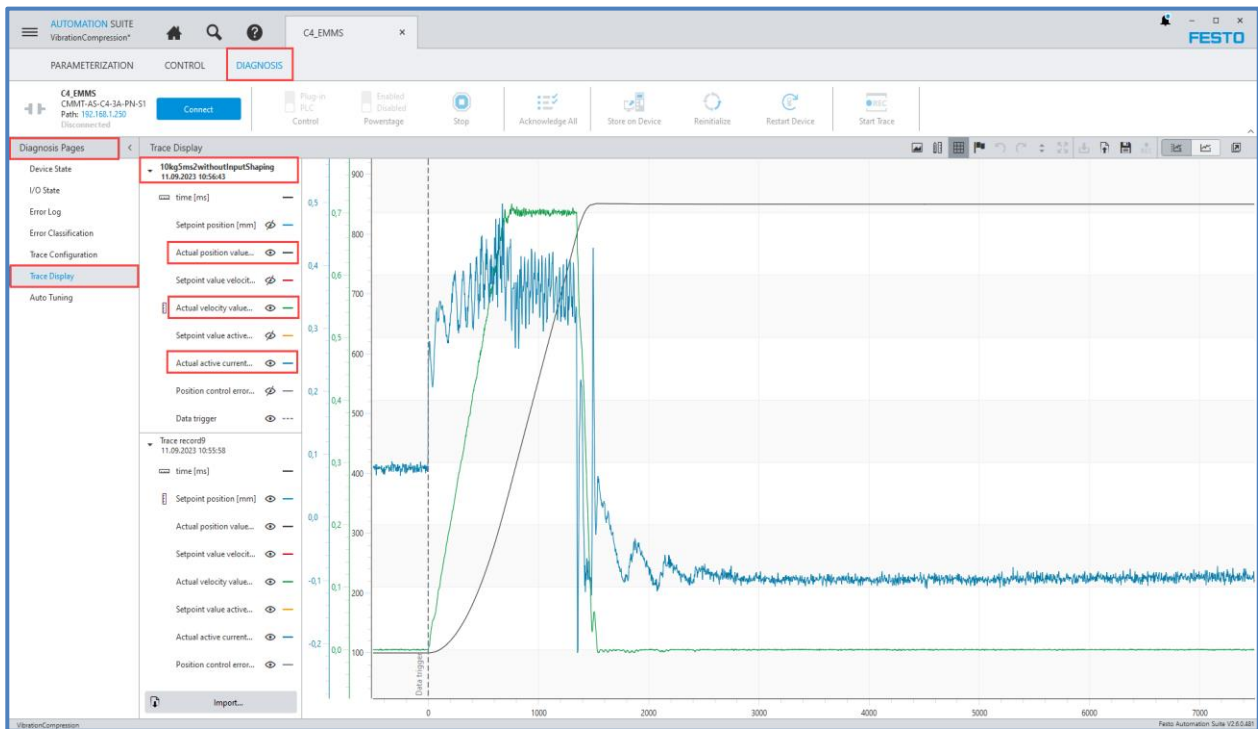 AUTOMATION SUITE
VibrationCompression*
C4_EMMS
FESTO
PARAMETERIZATION
CONTROL
DIAGNOSIS
C4_EMMS
CMMT-AS-C4-3A-PN-S1
Path: 192.168.1.250
Disconnected
Connect
Plug-in
PLC
Control
Enabled
Disabled
Powerstage
Stop
Acknowledge All
Store on Device
Reinitialize
Restart Device
REC
Start Trace
Diagnosis Pages
Device State
I/O State
Error Log
Error Classification
Trace Configuration
Trace Display
Auto Tuning
Trace Display
10kg5ms2withoutInputShaping
11.09.2023 10:56:43
time [ms]
Setpoint position [mm]
Actual position value...
Setpoint value velocit...
Actual velocity value...
Setpoint value active...
Actual active current...
Position control error...
Data trigger
Trace record9
11.09.2023 10:55:58
time [ms]
Setpoint position [mm]
Actual position value...
Setpoint value velocit...
Actual velocity value...
Setpoint value active...
Actual active current...
Position control error...
Import...
0,5
0,4
0,3
0,2
0,1
0,0
-0,1
-0,2
0,7
0,6
0,5
0,4
0,3
0,2
0,1
0,0
900
800
700
600
500
400
300
200
100
Data trigger
0
1000
2000
3000
4000
5000
6000
7000
VibrationCompression
Festo Automation Suite V2.6.0.481